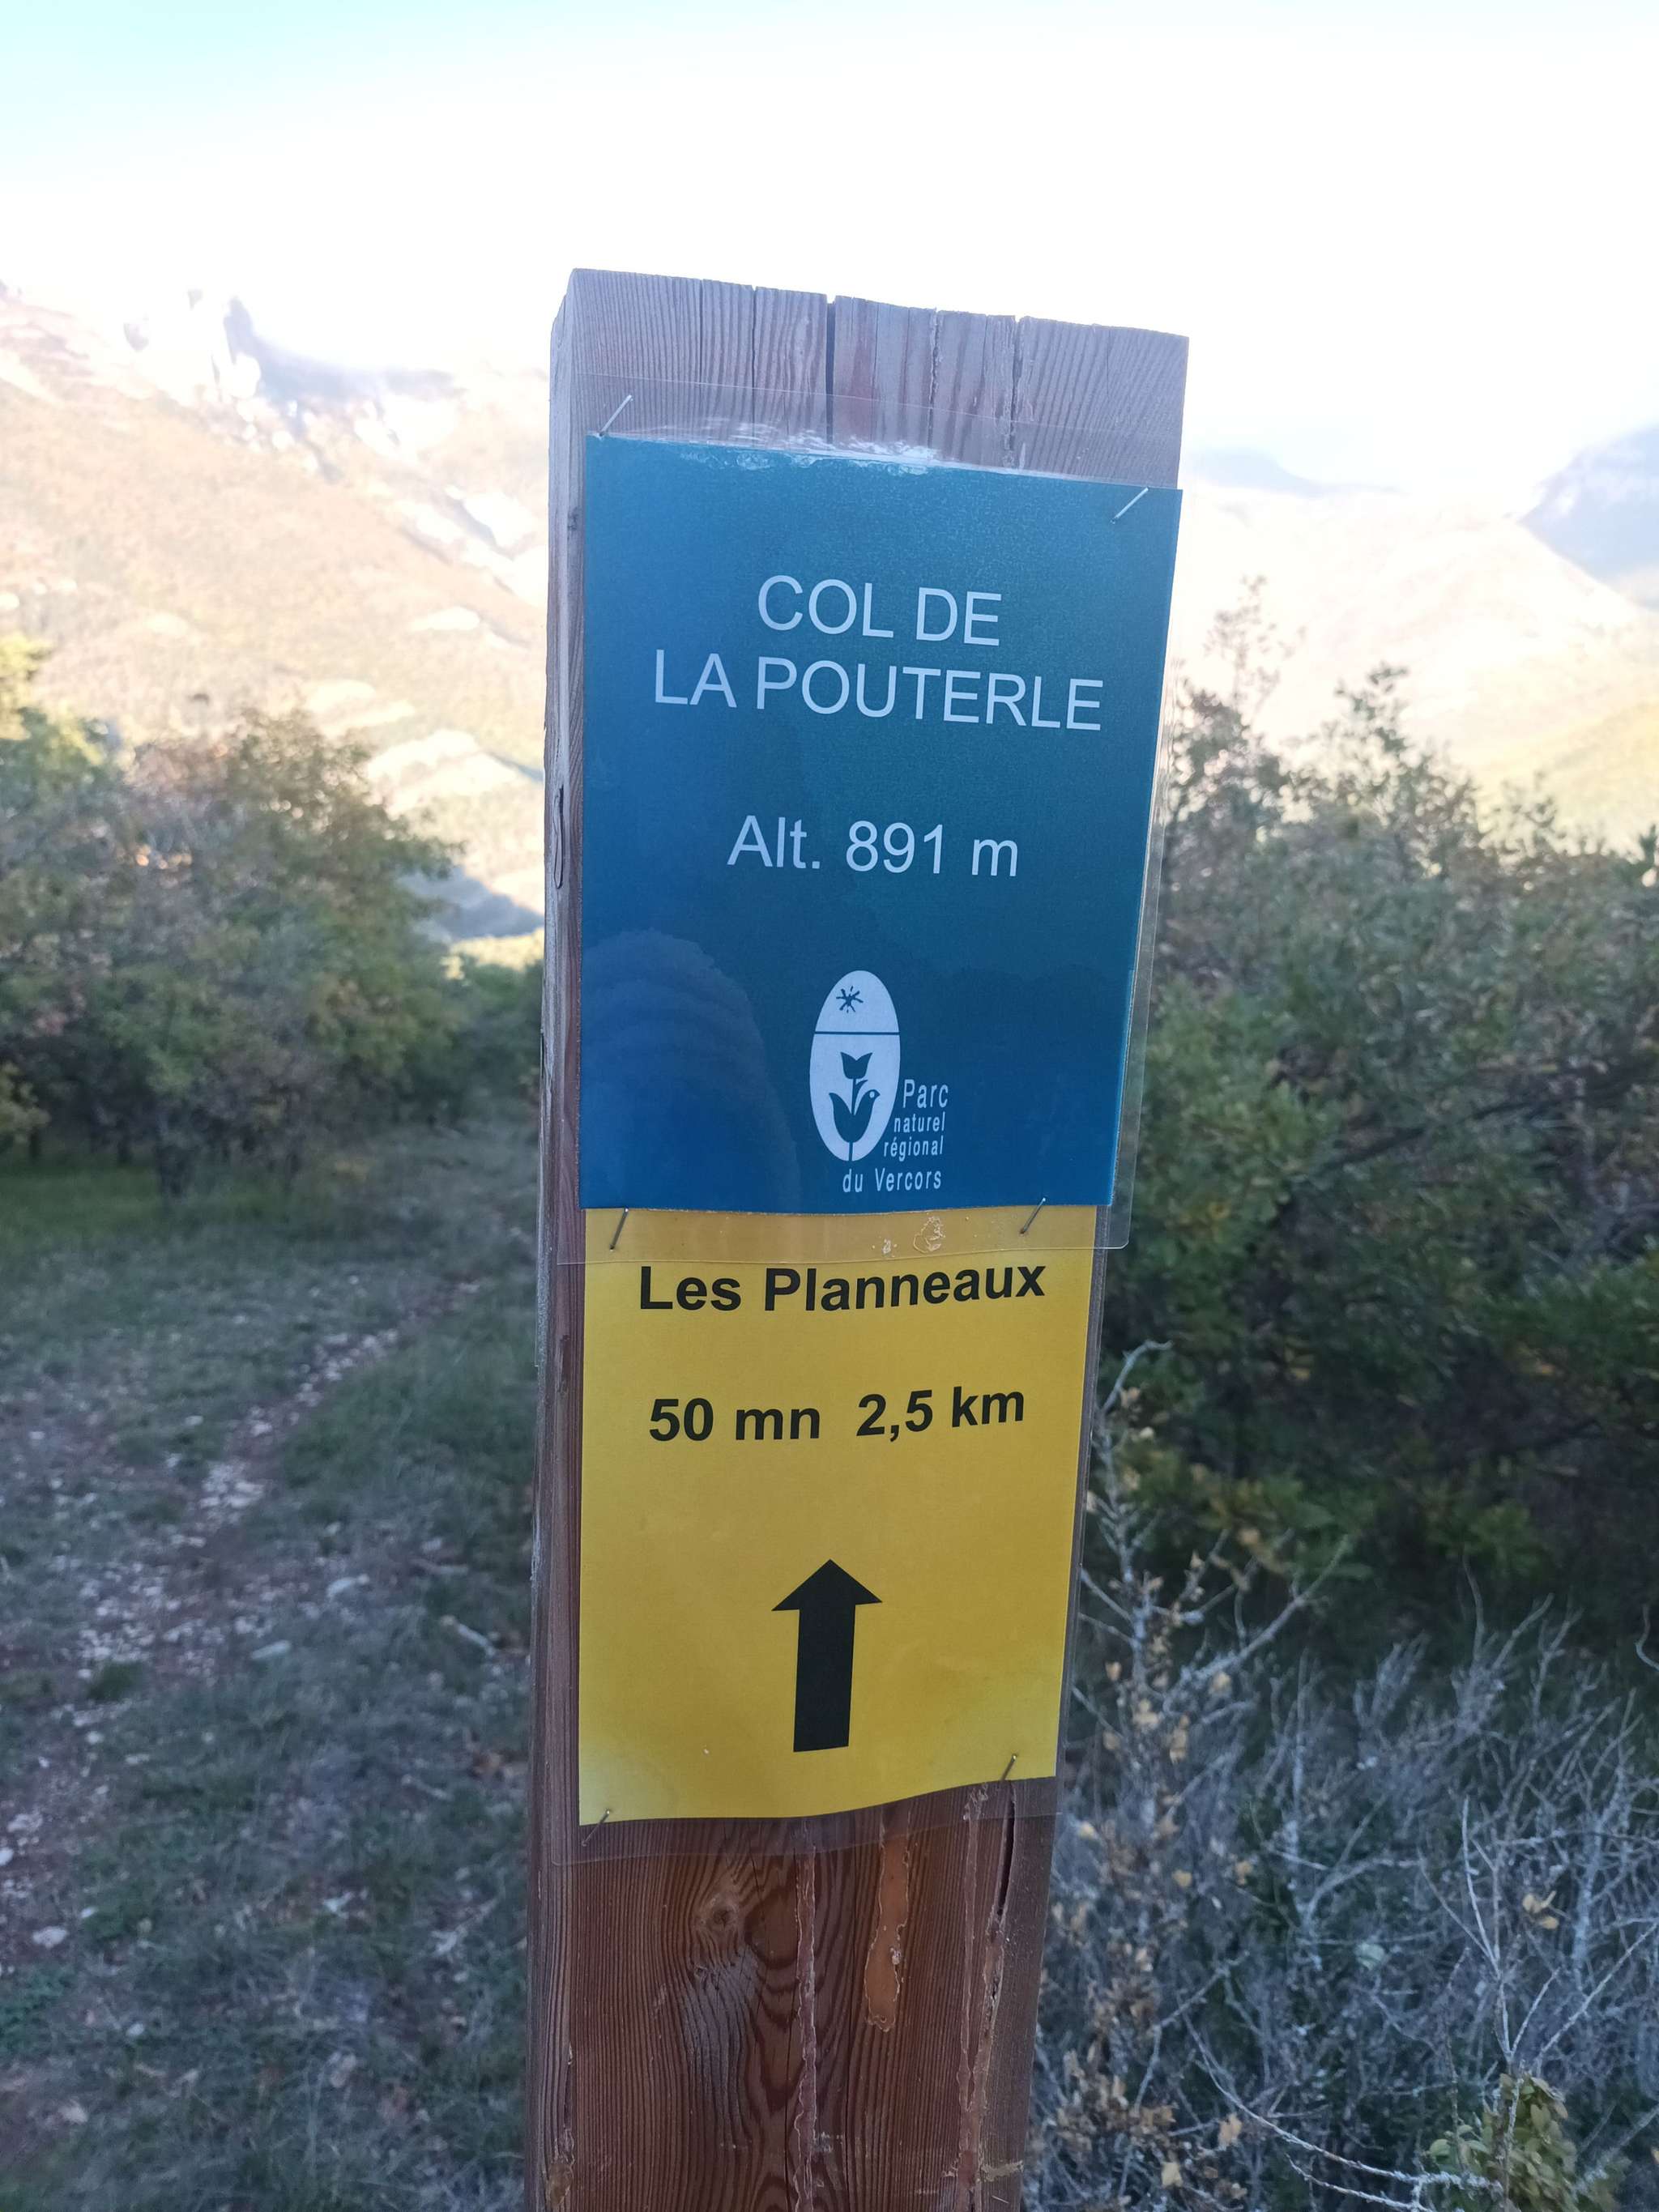 COL DE
LA POUTERLE
Alt. 891 m
Parc
naturel
régional
du Vercors
Les Planneaux
50 mn 2,5 km